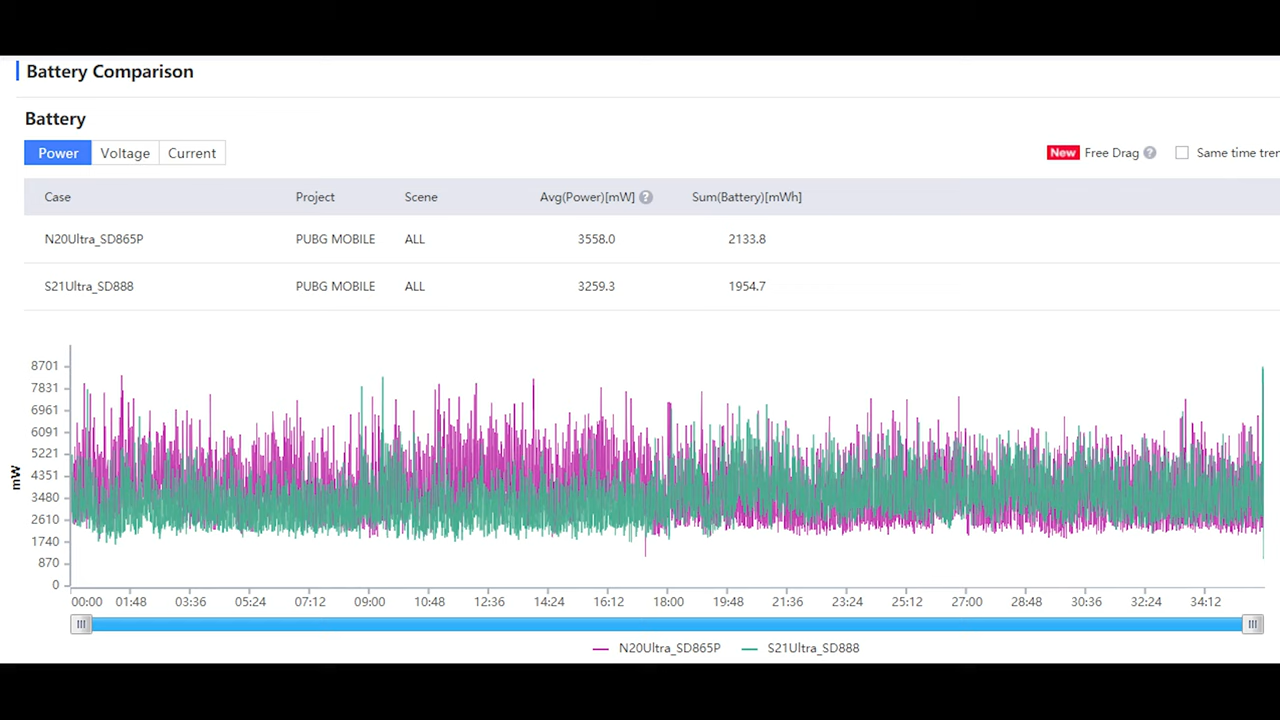 Battery Comparison
Battery
Power Voltage Current
New Free Drag ? Same time tren
Case Project Scene Avg(Power)[mW] ? Sum(Battery)[mWh]
N20Ultra_SD865P PUBG MOBILE ALL 3558.0 2133.8
S21Ultra_SD888 PUBG MOBILE ALL 3259.3 1954.7
8701
7831
6961
6091
5221
4351
3480
2610
1740
870
0
mW
00:00 01:48 03:36 05:24 07:12 09:00 10:48 12:36 14:24 16:12 18:00 19:48 21:36 23:24 25:12 27:00 28:48 30:36 32:24 34:12
N20Ultra_SD865P S21Ultra_SD888